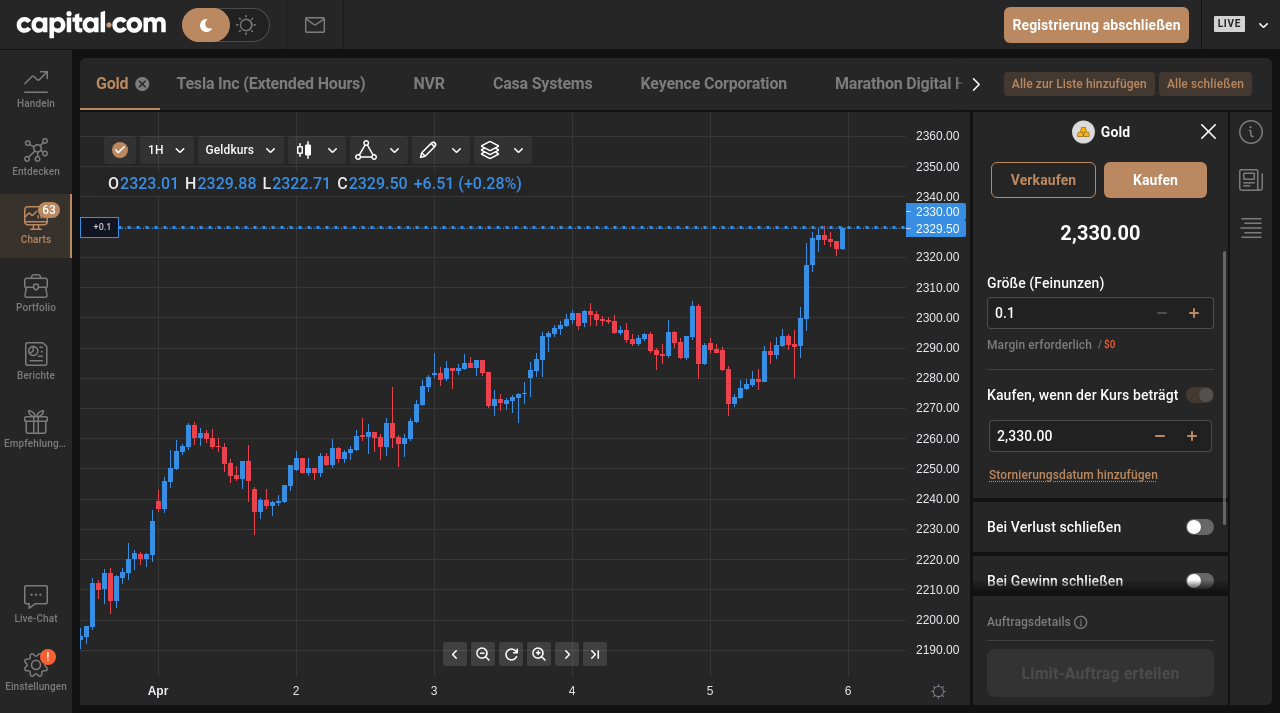 capital.com
Registrierung abschließen
LIVE
Handeln
Entdecken
63
Charts
Portfolio
Berichte
Empfehlung...
Live-Chat
!
Einstellungen
Gold
Tesla Inc (Extended Hours)
NVR
Casa Systems
Keyence Corporation
Marathon Digital H
Alle zur Liste hinzufügen
Alle schließen
1H
Geldkurs
O2323.01 H2329.88 L2322.71 C2329.50 +6.51 (+0.28%)
+0.1
2360.00
2350.00
2340.00
2330.00
2329.50
2320.00
2310.00
2300.00
2290.00
2280.00
2270.00
2260.00
2250.00
2240.00
2230.00
2220.00
2210.00
2200.00
2190.00
Apr 2 3 4 5 6
Gold
Verkaufen
Kaufen
2,330.00
Größe (Feinunzen)
0.1
Margin erforderlich / $0
Kaufen, wenn der Kurs beträgt
2,330.00
Stornierungsdatum hinzufügen
Bei Verlust schließen
Bei Gewinn schließen
Auftragsdetails
Limit-Auftrag erteilen